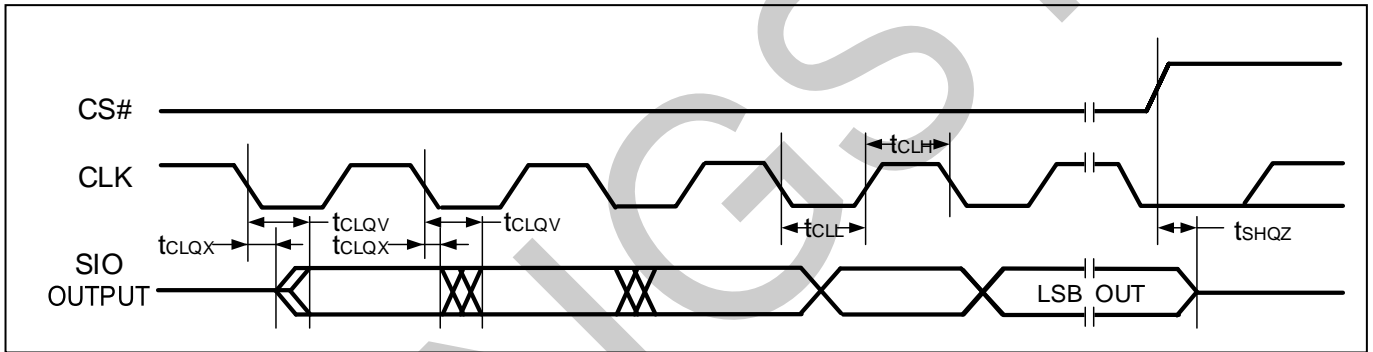 CS#
CLK
tCLH
tCLQV
tCLQV
tCLL
tSHQZ
tCLQX
tCLQX
SIO
OUTPUT
LSB OUT